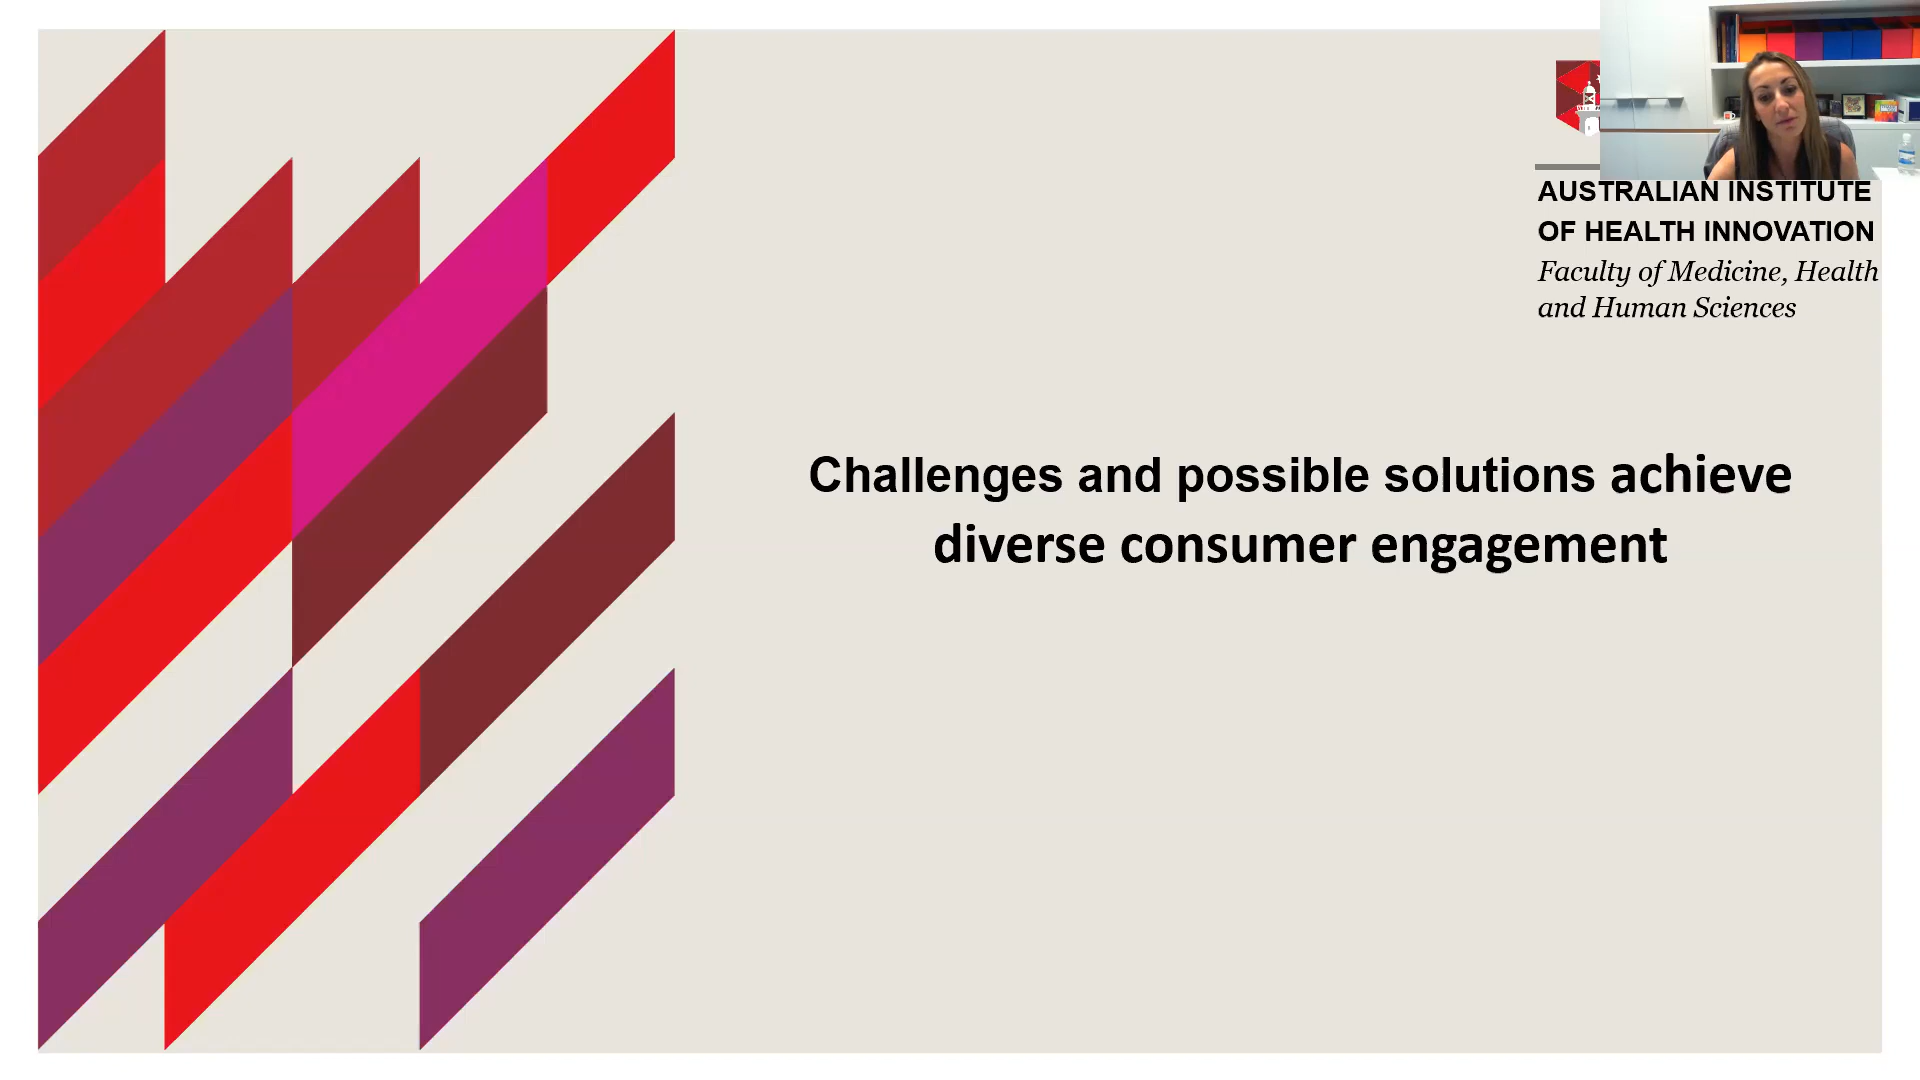 AUSTRALIAN INSTITUTE
OF HEALTH INNOVATION
Faculty of Medicine, Health
and Human Sciences
Challenges and possible solutions achieve
diverse consumer engagement